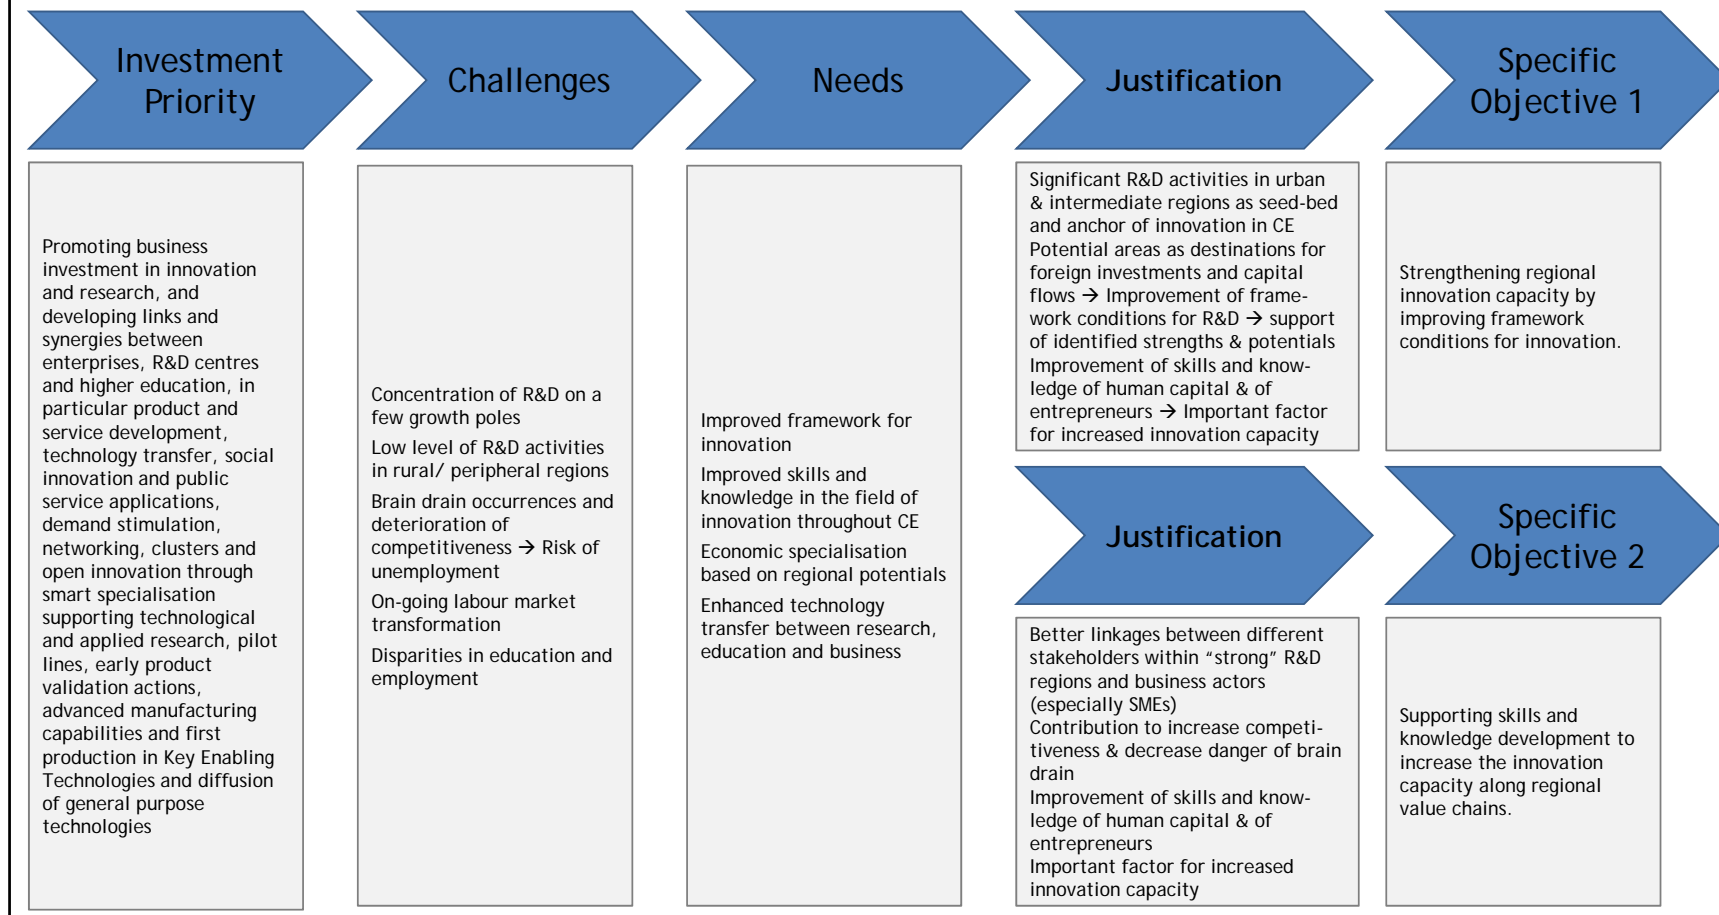 Investment
Priority
Challenges
Needs
Justification
Specific
Objective 1
Promoting business
investment in innovation
and research, and
developing links and
synergies between
enterprises, R&D centres
and higher education, in
particular product and
service development,
technology transfer, social
innovation and public
service applications,
demand stimulation,
networking, clusters and
open innovation through
smart specialisation
supporting technological
and applied research, pilot
lines, early product
validation actions,
advanced manufacturing
capabilities and first
production in Key Enabling
Technologies and diffusion
of general purpose
technologies
Concentration of R&D on a
few growth poles
Low level of R&D activities
in rural/ peripheral regions
Brain drain occurrences and
deterioration of
competitiveness → Risk of
unemployment
On-going labour market
transformation
Disparities in education and
employment
Improved framework for
innovation
Improved skills and
knowledge in the field of
innovation throughout CE
Economic specialisation
based on regional potentials
Enhanced technology
transfer between research,
education and business
Significant R&D activities in urban
& intermediate regions as seed-bed
and anchor of innovation in CE
Potential areas as destinations for
foreign investments and capital
flows → Improvement of frame-
work conditions for R&D → support
of identified strengths & potentials
Improvement of skills and know-
ledge of human capital & of
entrepreneurs → Important factor
for increased innovation capacity
Strengthening regional
innovation capacity by
improving framework
conditions for innovation.
Justification
Specific
Objective 2
Better linkages between different
stakeholders within “strong” R&D
regions and business actors
(especially SMEs)
Contribution to increase competi-
tiveness & decrease danger of brain
drain
Improvement of skills and know-
ledge of human capital & of
entrepreneurs
Important factor for increased
innovation capacity
Supporting skills and
knowledge development to
increase the innovation
capacity along regional
value chains.